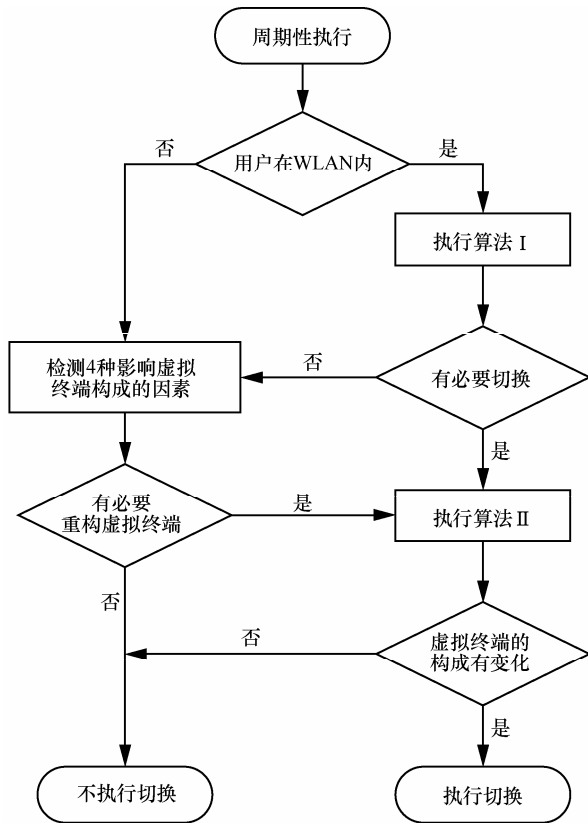 周期性执行
否
用户在WLAN内
是
执行算法Ⅰ
检测4种影响虚拟
终端构成的因素
否
有必要切换
是
有必要
重构虚拟终端
是
执行算法Ⅱ
否
否
虚拟终端的
构成有变化
是
不执行切换
执行切换